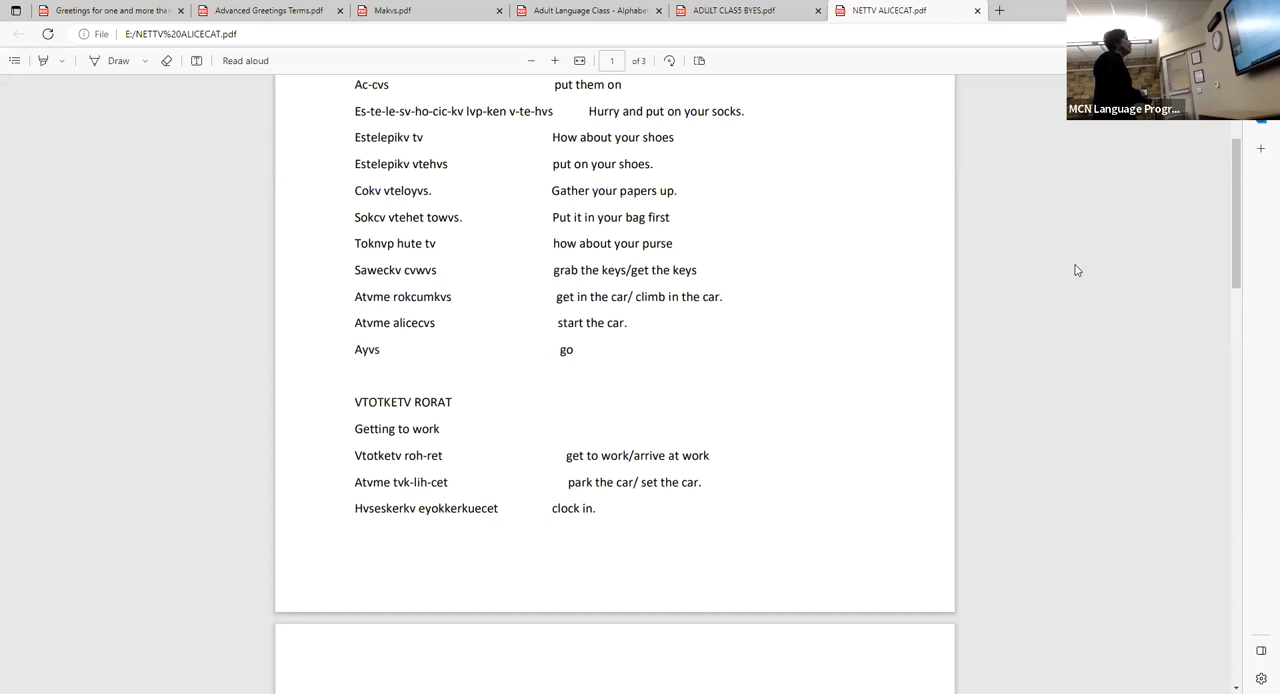 Greetings for one and more than
Advanced Greetings Terms.pdf
Makvs.pdf
Adult Language Class - Alphabet
ADULT CLAS5 BYES.pdf
NETTV ALICECAT.pdf
File E:/NETTV%20ALICECAT.pdf
Draw
Read aloud
1 of 3
MCN Language Progr...
Ac-cvs put them on
Es-te-le-sv-ho-cic-kv lvp-ken v-te-hvs Hurry and put on your socks.
Estelepikv tv How about your shoes
Estelepikv vtehvs put on your shoes.
Cokv vteloyvs. Gather your papers up.
Sokcv vtehet towvs. Put it in your bag first
Toknvp hute tv how about your purse
Saweckv cvwvs grab the keys/get the keys
Atvme rokcumkvs get in the car/ climb in the car.
Atvme alicecvs start the car.
Ayvs go
VTOTKETV RORAT
Getting to work
Vtotketv roh-ret get to work/arrive at work
Atvme tvk-lih-cet park the car/ set the car.
Hvseskerkv eyokkerkuecet clock in.